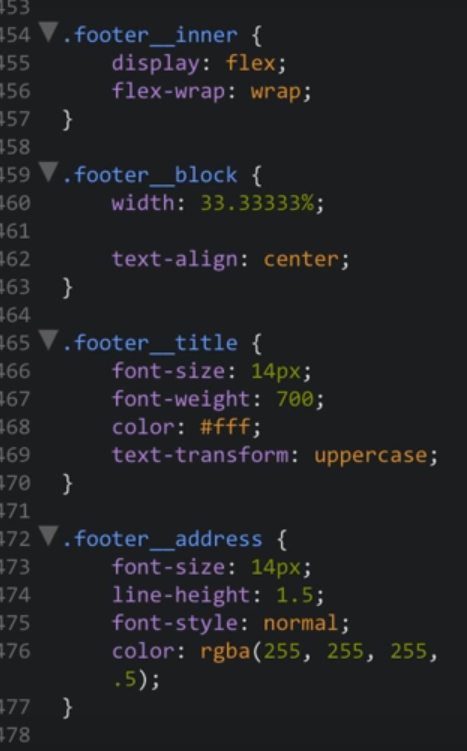 453
454 .footer__inner {
455 display: flex;
456 flex-wrap: wrap;
457 }
458
459 .footer__block {
460 width: 33.33333%;
461
462 text-align: center;
463 }
464
465 .footer__title {
466 font-size: 14px;
467 font-weight: 700;
468 color: #fff;
469 text-transform: uppercase;
470 }
471
472 .footer__address {
473 font-size: 14px;
474 line-height: 1.5;
475 font-style: normal;
476 color: rgba(255, 255, 255,
.5);
477 }
478